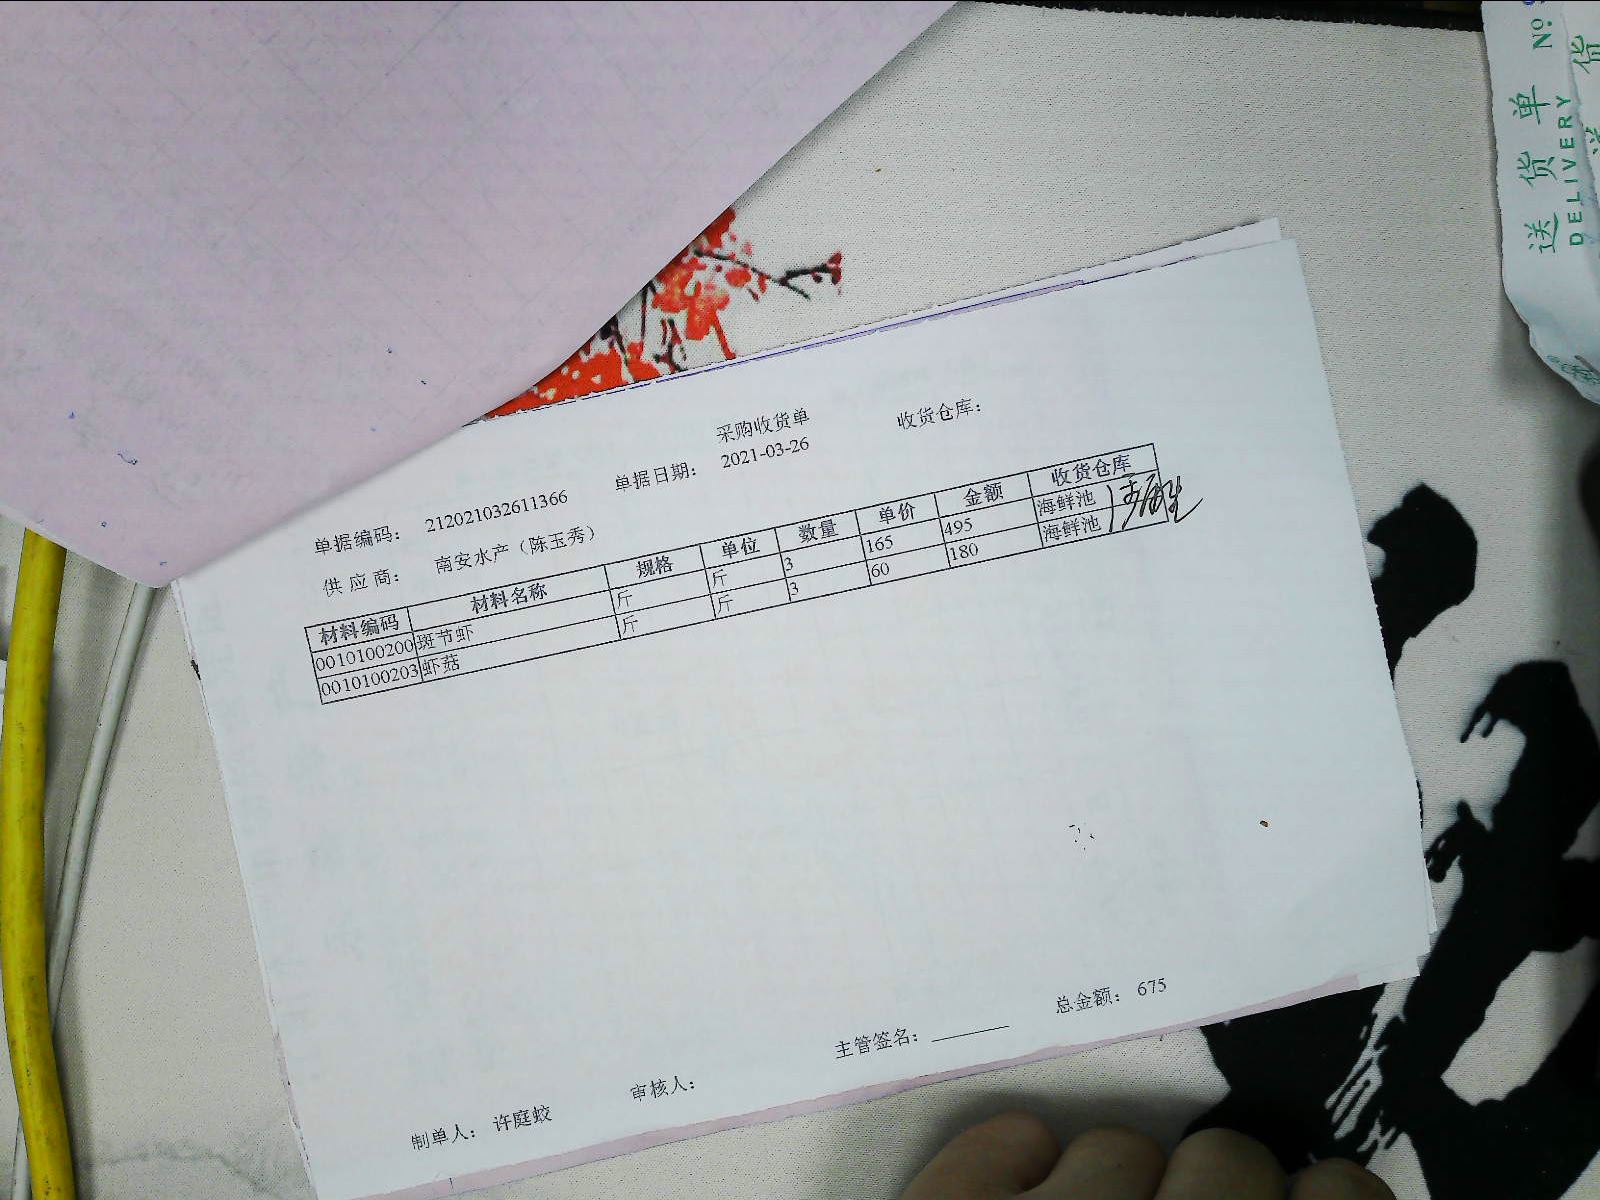 采购收货单
收货仓库：
单据编码： 212021032611366 单据日期： 2021-03-26
供 应 商： 南安水产（陈玉秀）
材料编码 材料名称 规格 单位 数量 单价 金额 收货仓库
0010100200 斑节虾 斤 斤 3 165 495 海鲜池
0010100203 虾菇 斤 斤 3 60 180 海鲜池
制单人： 许庭蛟 审核人： 主管签名： 总金额： 675
送 货 单 Nº.
DELIVERY
送 货